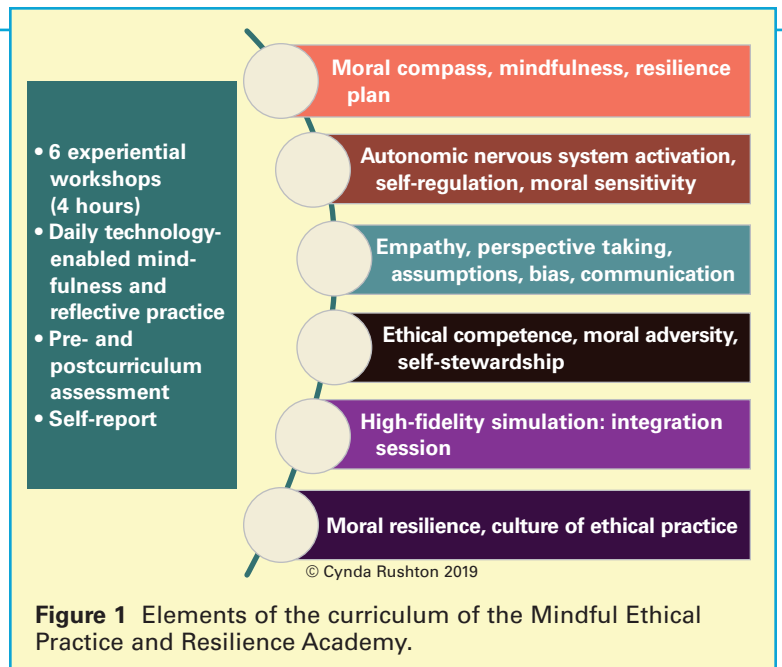 • 6 experiential
workshops
(4 hours)
• Daily technology-
enabled mind-
fulness and
reflective practice
• Pre- and
postcurriculum
assessment
• Self-report
Moral compass, mindfulness, resilience
plan
Autonomic nervous system activation,
self-regulation, moral sensitivity
Empathy, perspective taking,
assumptions, bias, communication
Ethical competence, moral adversity,
self-stewardship
High-fidelity simulation: integration
session
Moral resilience, culture of ethical practice
© Cynda Rushton 2019
Figure 1 Elements of the curriculum of the Mindful Ethical
Practice and Resilience Academy.